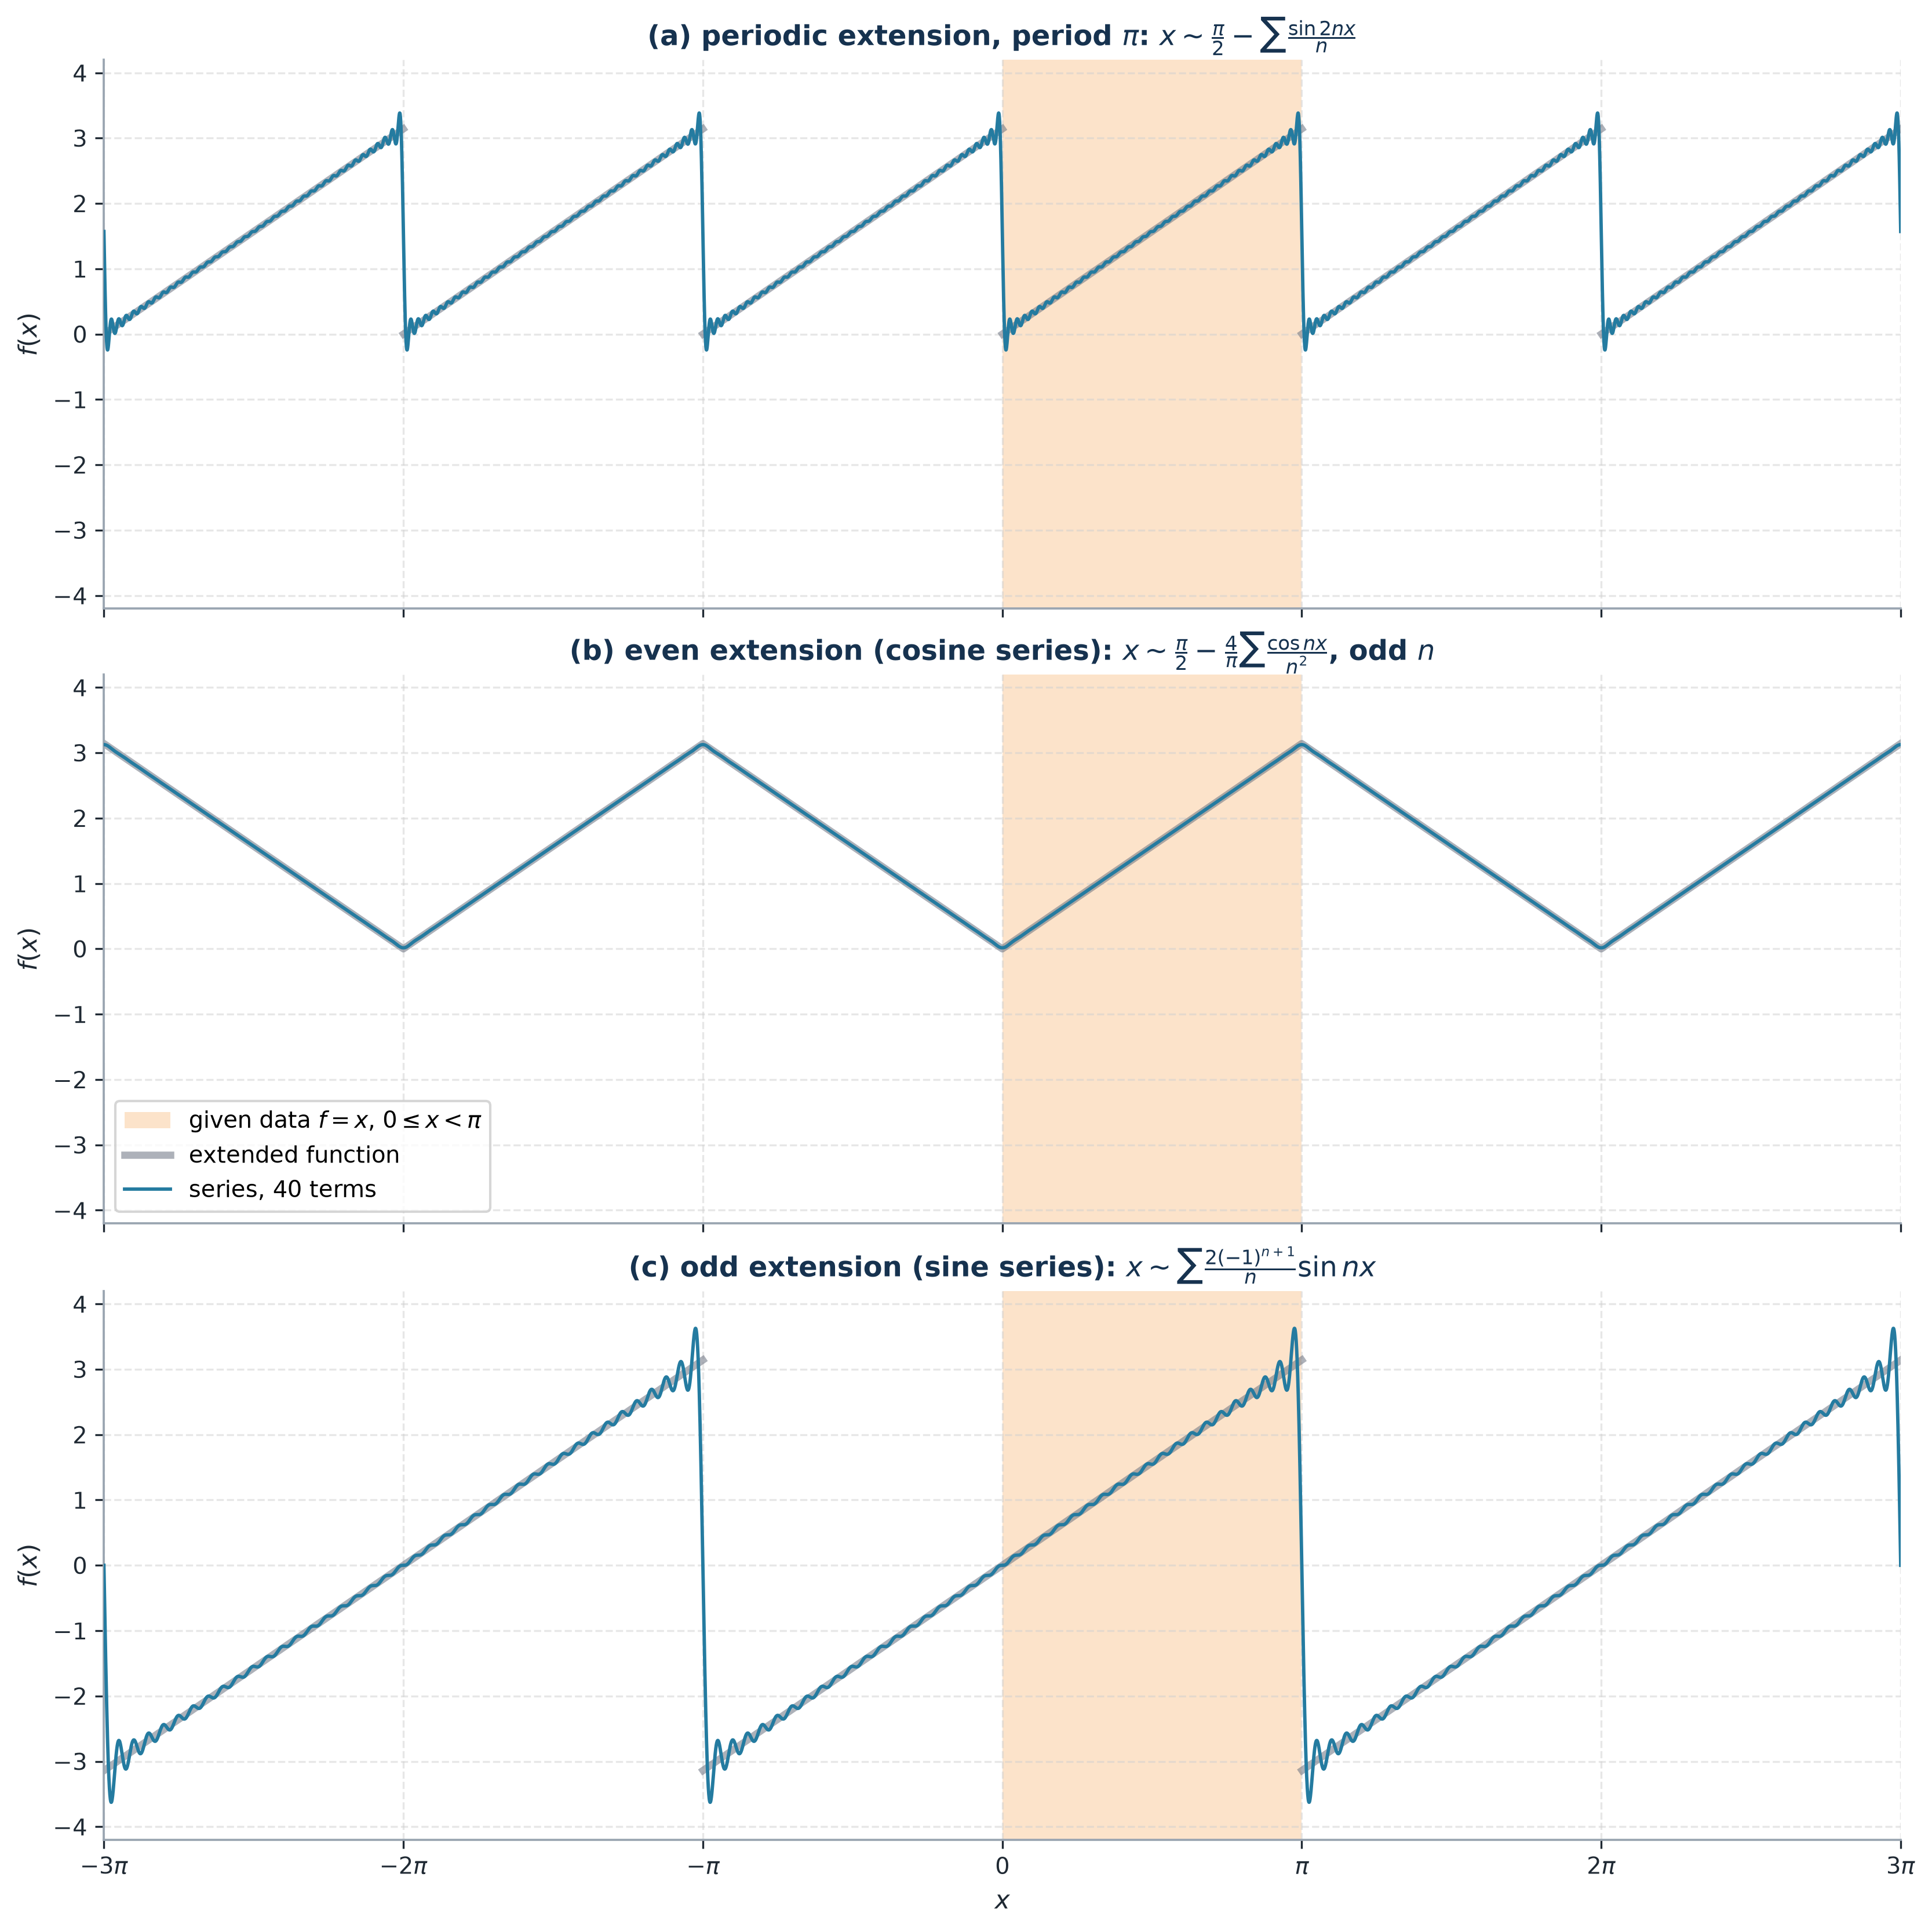 (a) periodic extension, period π: x ∼ π/2 − ∑ sin 2nx/n
4
3
2
1
0
−1
−2
−3
−4
f(x)
(b) even extension (cosine series): x ∼ π/2 − 4/π ∑ cos nx/n², odd n
4
3
2
1
0
−1
−2
−3
−4
f(x)
given data f = x, 0 ≤ x < π
extended function
series, 40 terms
(c) odd extension (sine series): x ∼ ∑ 2(−1)ⁿ⁺¹/n sin nx
4
3
2
1
0
−1
−2
−3
−4
f(x)
−3π −2π −π 0 π 2π 3π
x